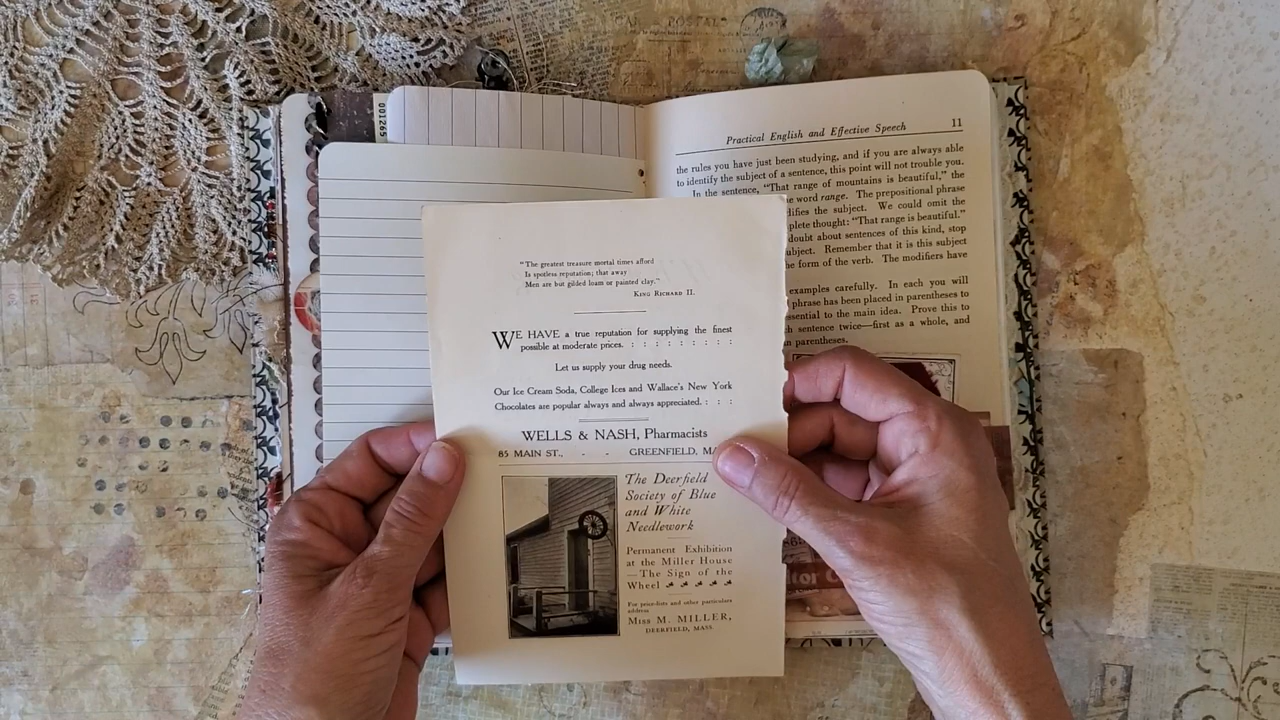 001265
Practical English and Effective Speech 11
the rules you have just been studying, and if you are always able
to identify the subject of a sentence, this point will not trouble you.
In the sentence, "That range of mountains is beautiful," the
word range. The prepositional phrase
the subject. We could omit the
thought: "That range is beautiful."
doubt about sentences of this kind, stop
Remember that it is this subject
the form of the verb. The modifiers have
examples carefully. In each you will
phrase has been placed in parentheses to
to the main idea. Prove this to
sentence twice—first as a whole, and
parentheses.
"The greatest treasure mortal times afford
Is spotless reputation; that away
Men are but gilded loam or painted clay."
KING RICHARD II.
WE HAVE a true reputation for supplying the finest
possible at moderate prices. : : : : : : : : :
Let us supply your drug needs.
Our Ice Cream Soda, College Ices and Wallace's New York
Chocolates are popular always and always appreciated. : : :
WELLS & NASH, Pharmacists
85 MAIN ST., - - GREENFIELD,
The Deerfield
Society of Blue
and White
Needlework
Permanent Exhibition
at the Miller House
—The Sign of the
Wheel
For price-lists and other particulars
address
Miss M. MILLER,
DEERFIELD, MASS.